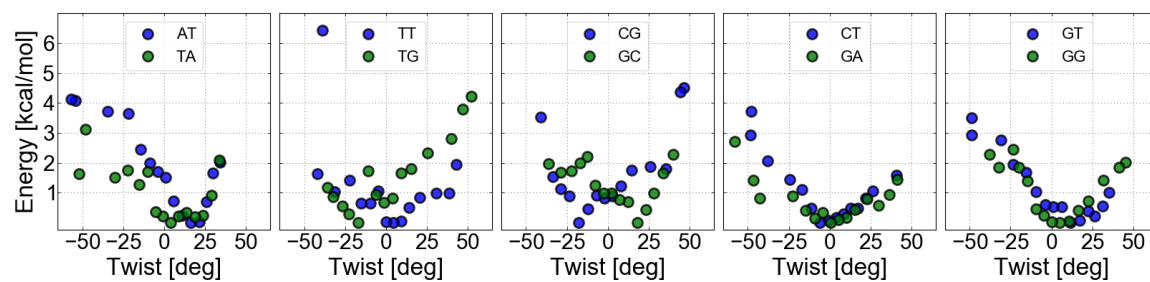 Energy [kcal/mol]
6
5
4
3
2
1
AT
TA
−50 −25 0 25 50
Twist [deg]
TT
TG
−50 −25 0 25 50
Twist [deg]
CG
GC
−50 −25 0 25 50
Twist [deg]
CT
GA
−50 −25 0 25 50
Twist [deg]
GT
GG
−50 −25 0 25 50
Twist [deg]